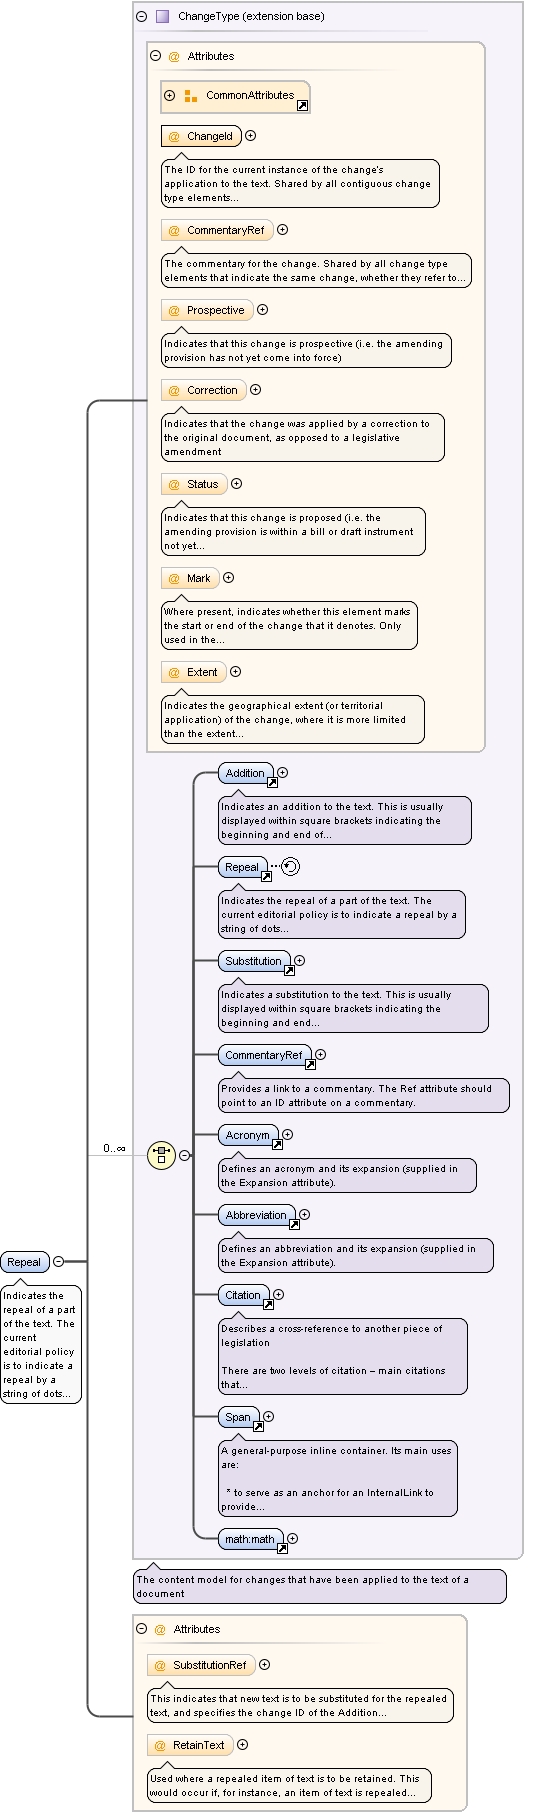 ChangeType (extension base)
Attributes
CommonAttributes
@ ChangeId
The ID for the current instance of the change's
application to the text. Shared by all contiguous change
type elements...
@ CommentaryRef
The commentary for the change. Shared by all change type
elements that indicate the same change, whether they refer to...
@ Prospective
Indicates that this change is prospective (i.e. the amending
provision has not yet come into force)
@ Correction
Indicates that the change was applied by a correction to
the original document, as opposed to a legislative
amendment
@ Status
Indicates that this change is proposed (i.e. the
amending provision is within a bill or draft instrument
not yet...
@ Mark
Where present, indicates whether this element marks
the start or end of the change that it denotes. Only
used in the...
@ Extent
Indicates the geographical extent (or territorial
application) of the change, where it is more limited
than the extent...
Addition
Indicates an addition to the text. This is usually
displayed within square brackets indicating the
beginning and end of...
Repeal
Indicates the repeal of a part of the text. The
current editorial policy is to indicate a repeal by a
string of dots...
Substitution
Indicates a substitution to the text. This is usually
displayed within square brackets indicating the
beginning and end...
CommentaryRef
Provides a link to a commentary. The Ref attribute should
point to an ID attribute on a commentary.
0..∞
Acronym
Defines an acronym and its expansion (supplied in
the Expansion attribute).
Abbreviation
Defines an abbreviation and its expansion (supplied in
the Expansion attribute).
Repeal
Indicates the
repeal of a part
of the text. The
current
editorial policy
is to indicate a
repeal by a
string of dots...
Citation
Describes a cross-reference to another piece of
legislation
There are two levels of citation – main citations
that...
Span
A general-purpose inline container. Its main uses
are:
* to serve as an anchor for an InternalLink to
provide...
math:math
The content model for changes that have been applied to the text of a
document
@ Attributes
@ SubstitutionRef
This indicates that new text is to be substituted for the repealed
text, and specifies the change ID of the Addition...
@ RetainText
Used where a repealed item of text is to be retained. This
would occur if, for instance, an item of text is repealed...